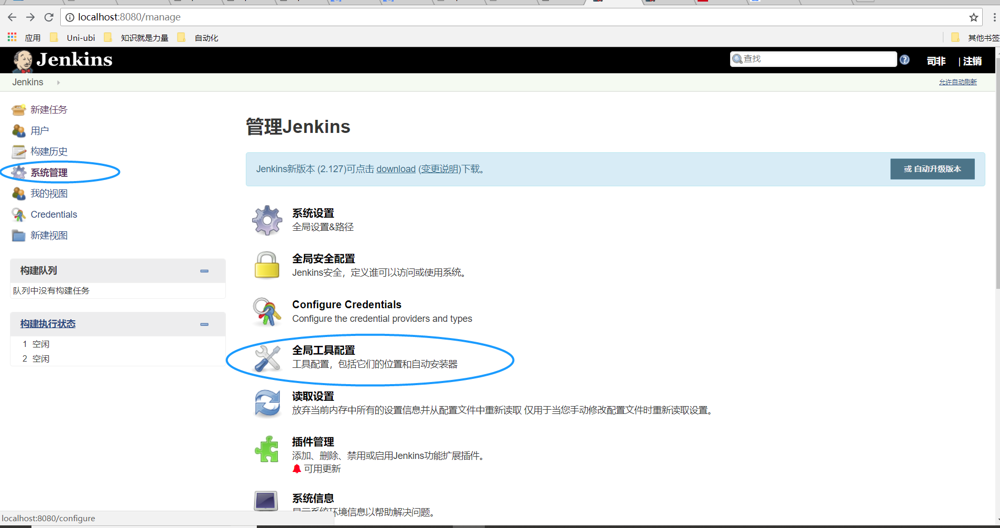 localhost:8080/manage
应用
Uni-ubi
知识就是力量
自动化
其他书签
Jenkins
查找
司非
| 注销
Jenkins
允许自动刷新
新建任务
用户
构建历史
系统管理
我的视图
Credentials
新建视图
构建队列
队列中没有构建任务
构建执行状态
1 空闲
2 空闲
管理Jenkins
Jenkins新版本 (2.127)可点击 download (变更说明)下载。
或 自动升级版本
系统设置
全局设置&路径
全局安全配置
Jenkins安全，定义谁可以访问或使用系统。
Configure Credentials
Configure the credential providers and types
全局工具配置
工具配置，包括它们的位置和自动安装器
读取设置
放弃当前内存中所有的设置信息并从配置文件中重新读取 仅用于当您手动修改配置文件时重新读取设置。
插件管理
添加、删除、禁用或启用Jenkins功能扩展插件。
可用更新
系统信息
显示系统环境信息以帮助解决问题。
localhost:8080/configure